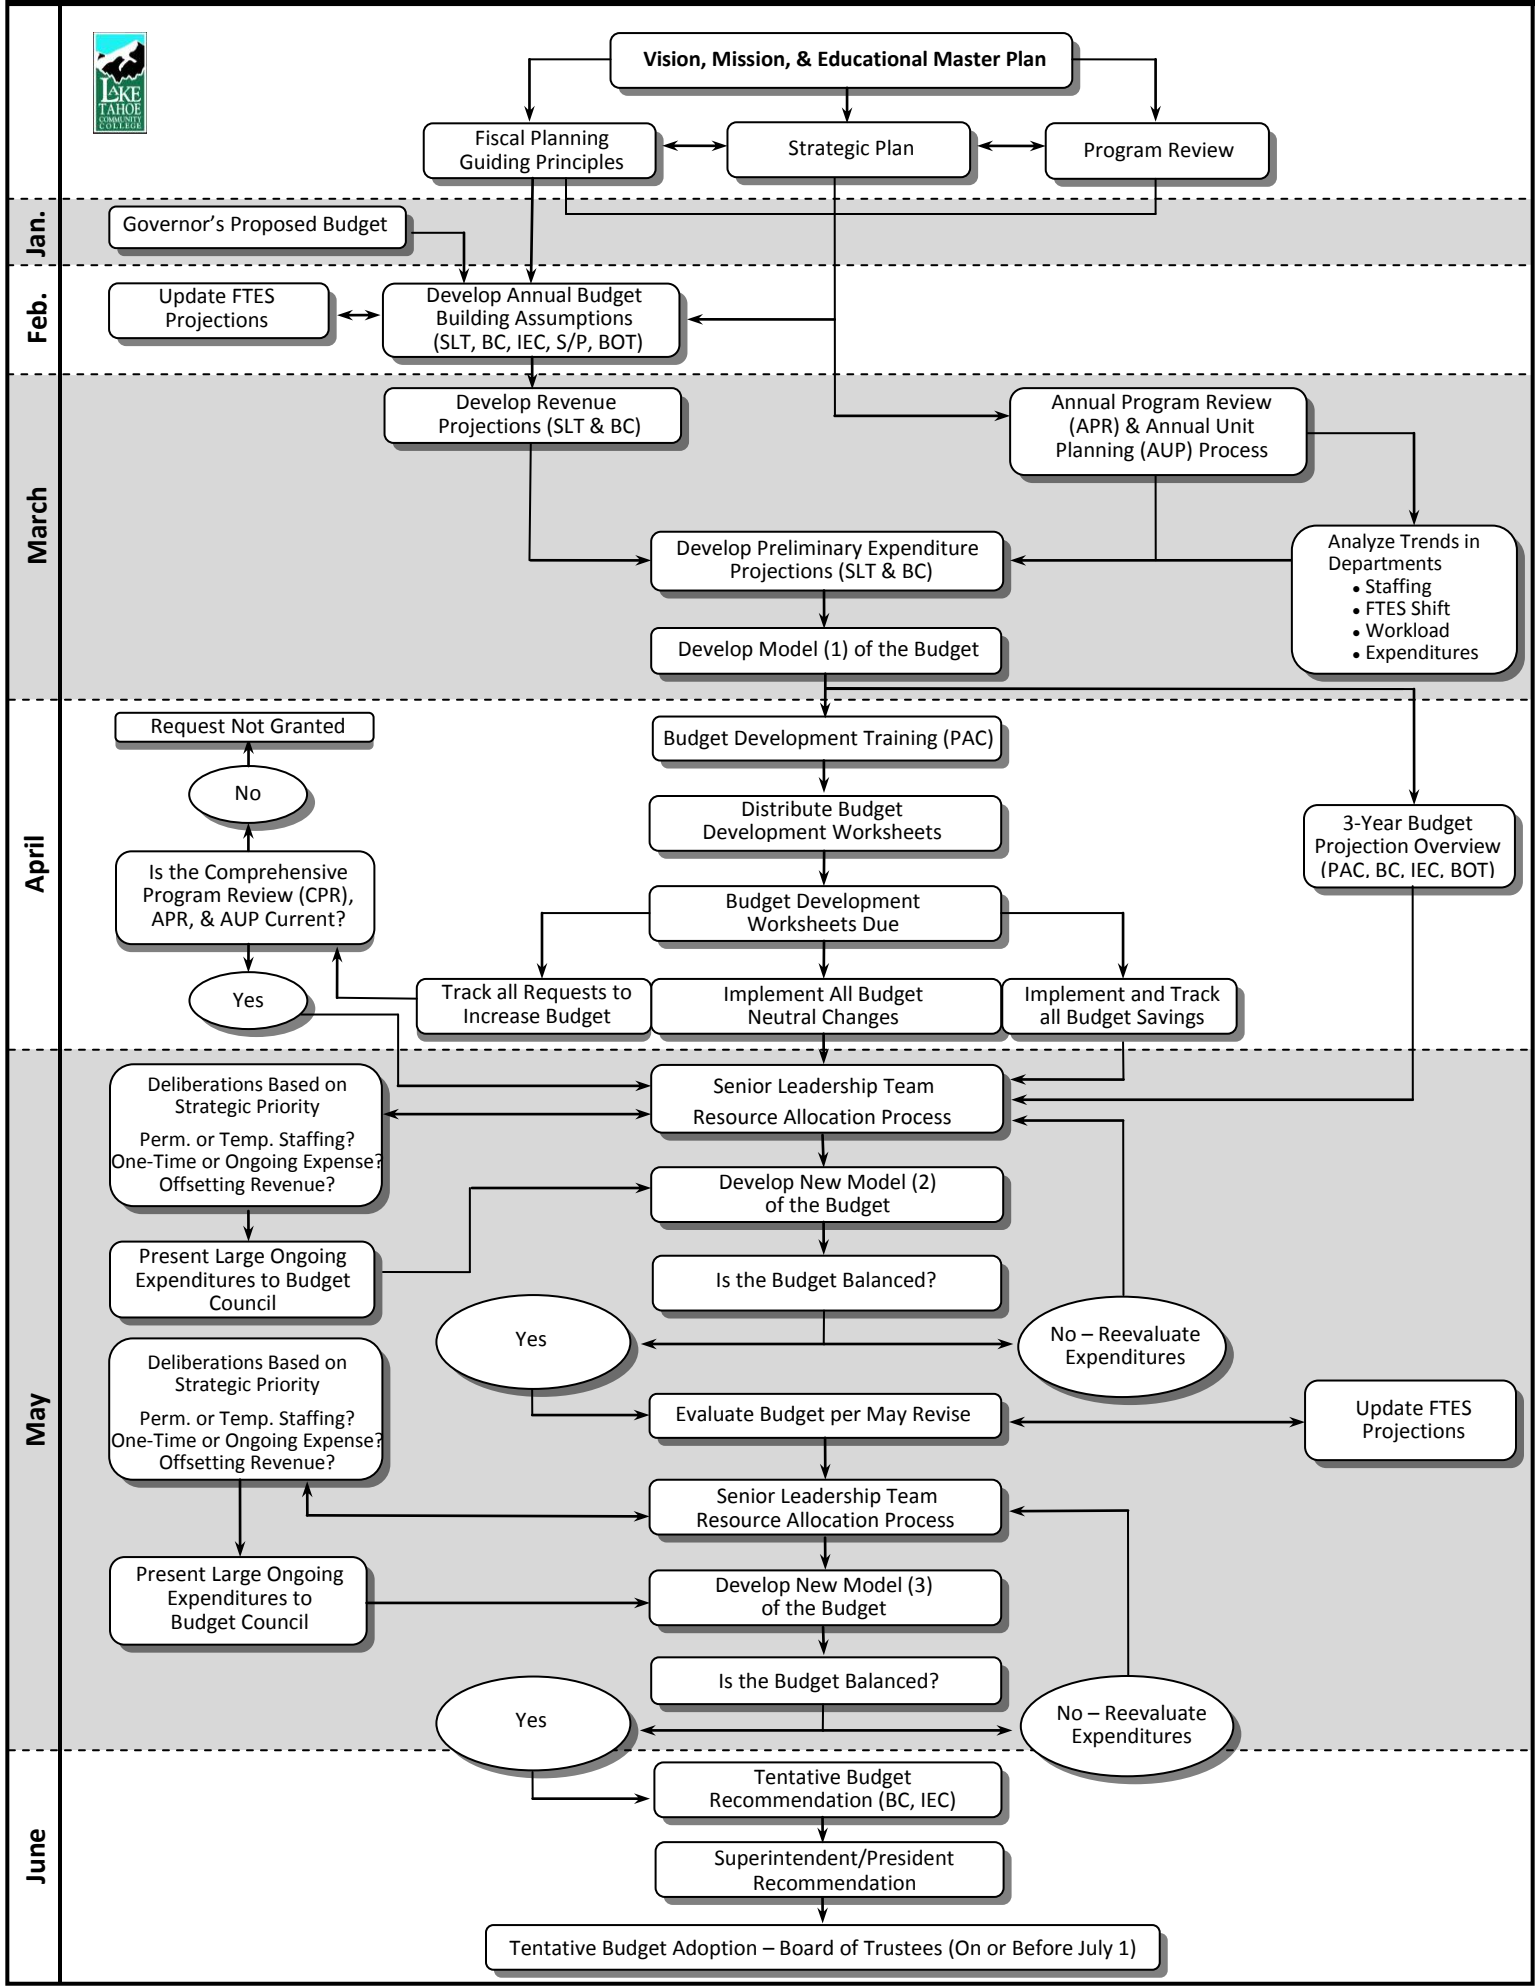 LAKE
TAHOE
COMMUNITY
COLLEGE
Vision, Mission, & Educational Master Plan
Fiscal Planning
Guiding Principles
Strategic Plan
Program Review
Jan.
Governor’s Proposed Budget
Feb.
Update FTES
Projections
Develop Annual Budget
Building Assumptions
(SLT, BC, IEC, S/P, BOT)
March
Develop Revenue
Projections (SLT & BC)
Annual Program Review
(APR) & Annual Unit
Planning (AUP) Process
Develop Preliminary Expenditure
Projections (SLT & BC)
Analyze Trends in
Departments
• Staffing
• FTES Shift
• Workload
• Expenditures
Develop Model (1) of the Budget
April
Request Not Granted
No
Is the Comprehensive
Program Review (CPR),
APR, & AUP Current?
Yes
Budget Development Training (PAC)
Distribute Budget
Development Worksheets
3-Year Budget
Projection Overview
(PAC, BC, IEC, BOT)
Budget Development
Worksheets Due
Track all Requests to
Increase Budget
Implement All Budget
Neutral Changes
Implement and Track
all Budget Savings
May
Deliberations Based on
Strategic Priority
Perm. or Temp. Staffing?
One-Time or Ongoing Expense?
Offsetting Revenue?
Senior Leadership Team
Resource Allocation Process
Develop New Model (2)
of the Budget
Present Large Ongoing
Expenditures to Budget
Council
Is the Budget Balanced?
Yes
No – Reevaluate
Expenditures
Deliberations Based on
Strategic Priority
Perm. or Temp. Staffing?
One-Time or Ongoing Expense?
Offsetting Revenue?
Evaluate Budget per May Revise
Update FTES
Projections
Senior Leadership Team
Resource Allocation Process
Present Large Ongoing
Expenditures to
Budget Council
Develop New Model (3)
of the Budget
Is the Budget Balanced?
Yes
No – Reevaluate
Expenditures
June
Tentative Budget
Recommendation (BC, IEC)
Superintendent/President
Recommendation
Tentative Budget Adoption – Board of Trustees (On or Before July 1)